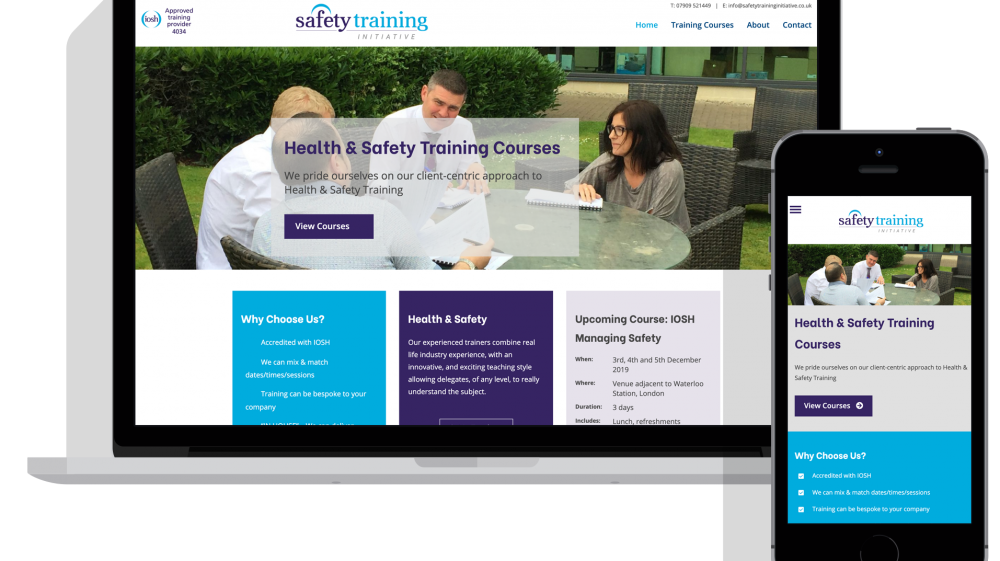 iosh
Approved
training
provider
4034
safety training
INITIATIVE
T: 07909 521449 | E: info@safetytraininginitiative.co.uk
Home Training Courses About Contact
Health & Safety Training Courses
We pride ourselves on our client-centric approach to
Health & Safety Training
View Courses
Why Choose Us?
Accredited with IOSH
We can mix & match
dates/times/sessions
Training can be bespoke to your
company
Health & Safety
Our experienced trainers combine real
life industry experience, with an
innovative, and exciting teaching style
allowing delegates, of any level, to really
understand the subject.
Upcoming Course: IOSH
Managing Safety
When: 3rd, 4th and 5th December
2019
Where: Venue adjacent to Waterloo
Station, London
Duration: 3 days
Includes: Lunch, refreshments
safety training
INITIATIVE
Health & Safety Training
Courses
We pride ourselves on our client-centric approach to Health &
Safety Training
View Courses
Why Choose Us?
Accredited with IOSH
We can mix & match dates/times/sessions
Training can be bespoke to your company